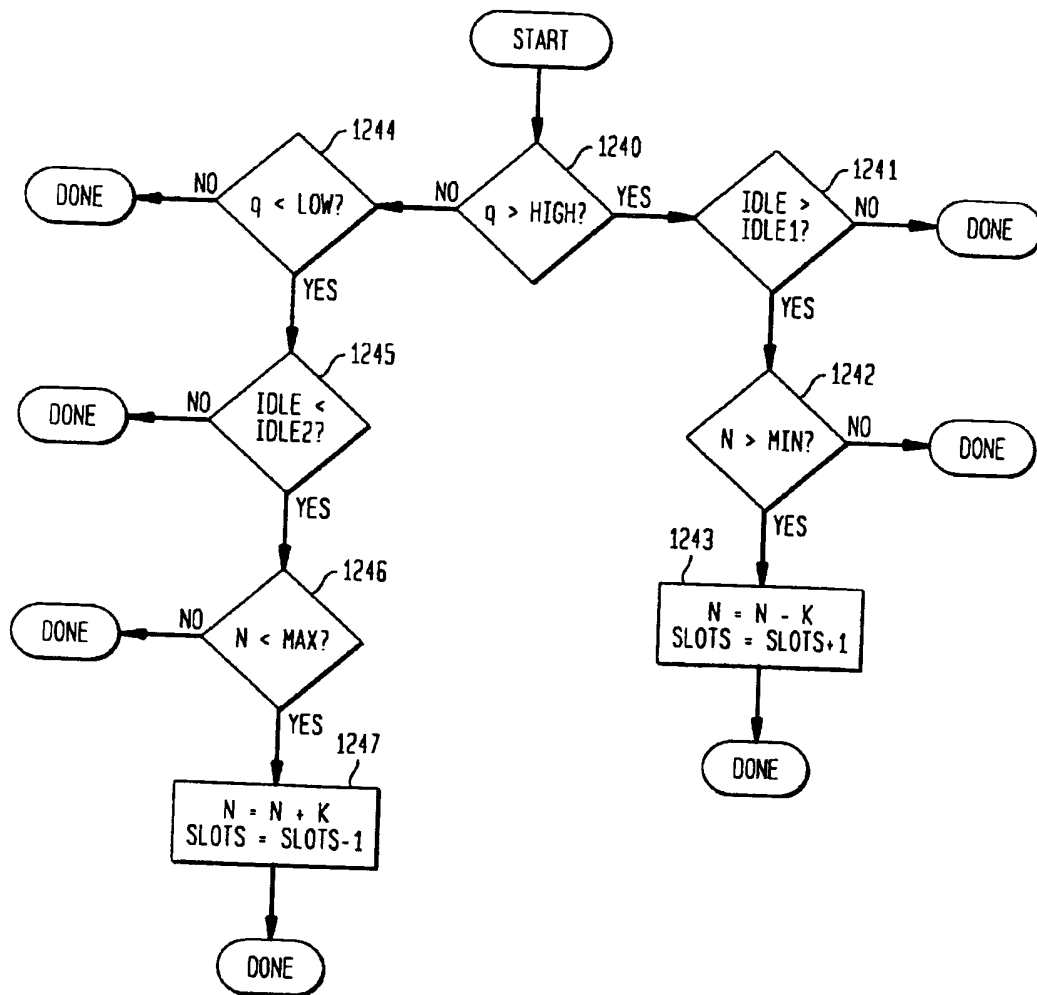 START
1244
1240
1241
DONE
NO
q < LOW?
NO
q > HIGH?
YES
IDLE >
IDLE1?
NO
DONE
YES
YES
1245
1242
DONE
NO
IDLE <
IDLE2?
N > MIN?
NO
DONE
YES
YES
1246
1243
DONE
NO
N < MAX?
N = N - K
SLOTS = SLOTS+1
YES
1247
DONE
N = N + K
SLOTS = SLOTS-1
DONE